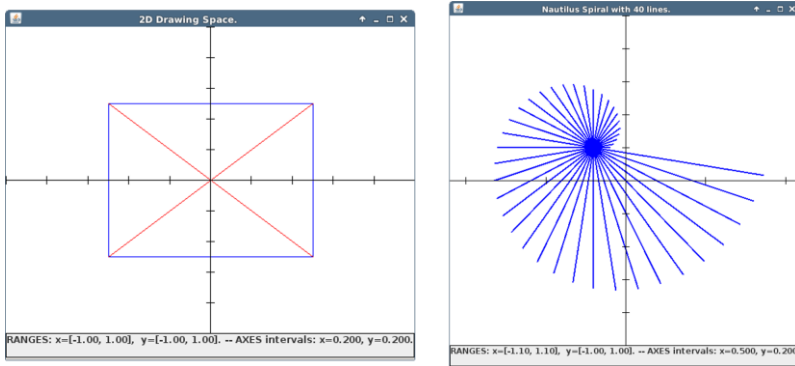 2D Drawing Space.
RANGES: x=[-1.00, 1.00], y=[-1.00, 1.00]. -- AXES intervals: x=0.200, y=0.200.
Nautilus Spiral with 40 lines.
RANGES: x=[-1.10, 1.10], y=[-1.00, 1.00]. -- AXES intervals: x=0.500, y=0.200